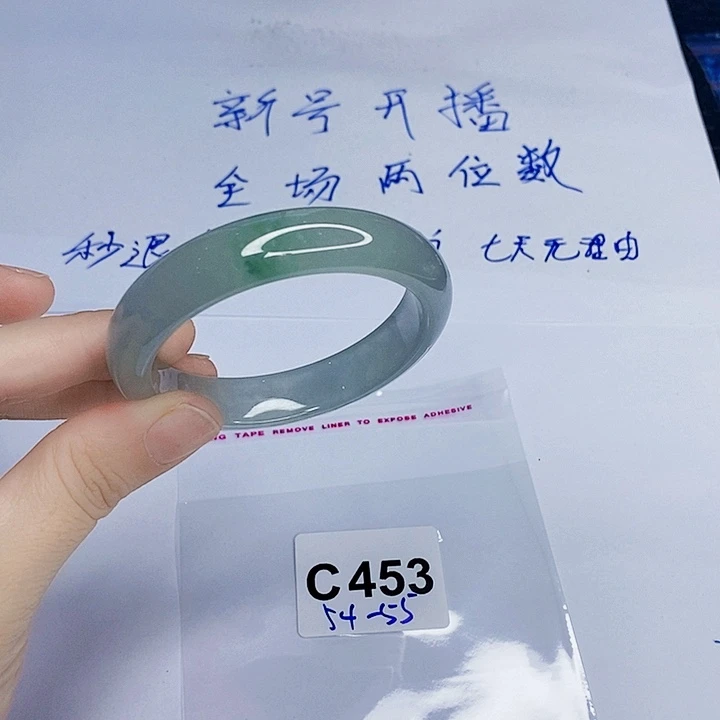 新号开播
全场两位数
秒退 七天无理由
TAPE REMOVE LINER TO EXPOSE ADHESIVE
C453
54-55